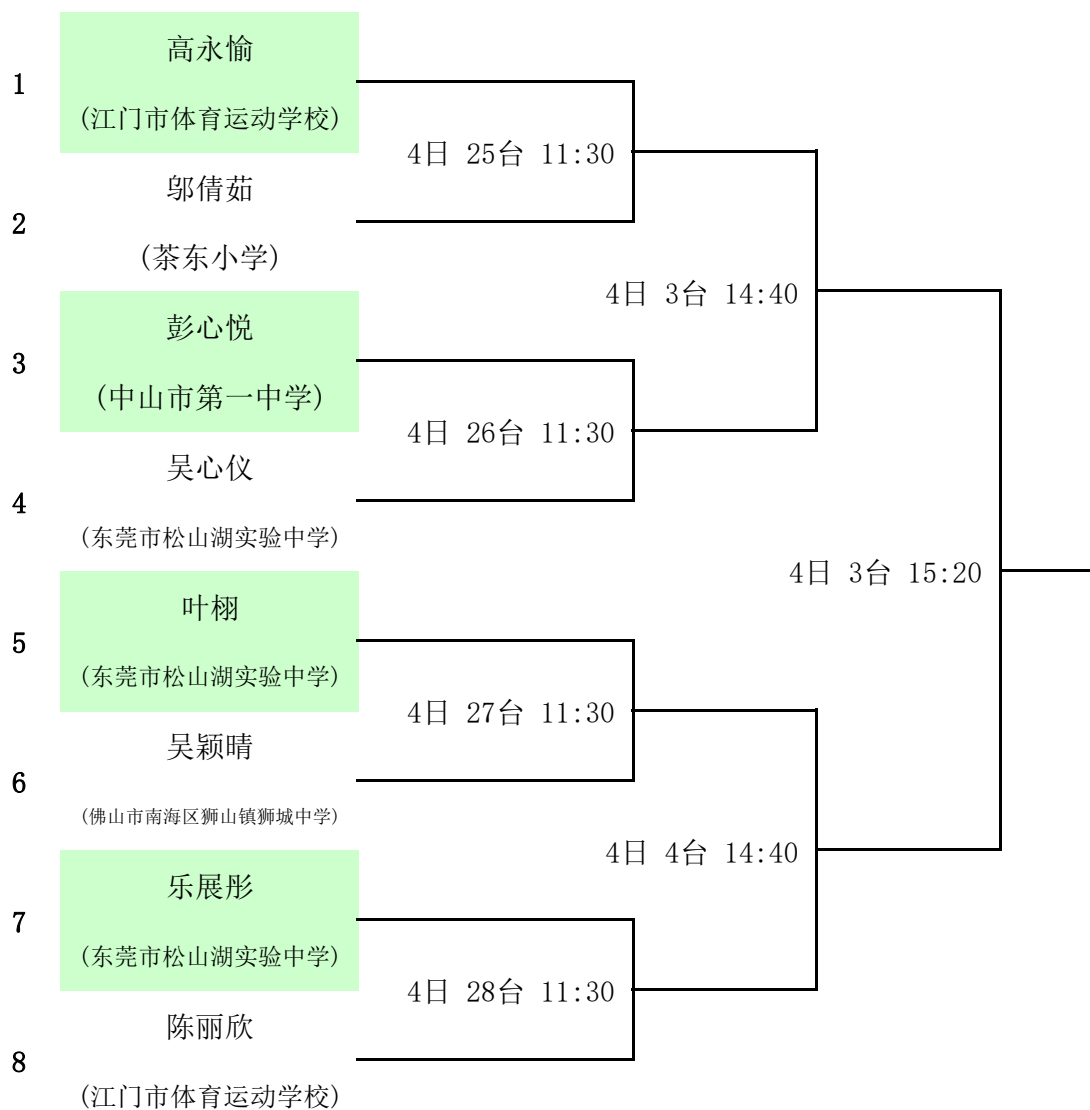 高永愉
1
(江门市体育运动学校)
4日 25台 11:30
邬倩茹
2
(茶东小学)
4日 3台 14:40
彭心悦
3
(中山市第一中学)
4日 26台 11:30
吴心仪
4
(东莞市松山湖实验中学)
4日 3台 15:20
叶栩
5
(东莞市松山湖实验中学)
4日 27台 11:30
吴颖晴
6
(佛山市南海区狮山镇狮城中学)
4日 4台 14:40
乐展彤
7
(东莞市松山湖实验中学)
4日 28台 11:30
陈丽欣
8
(江门市体育运动学校)